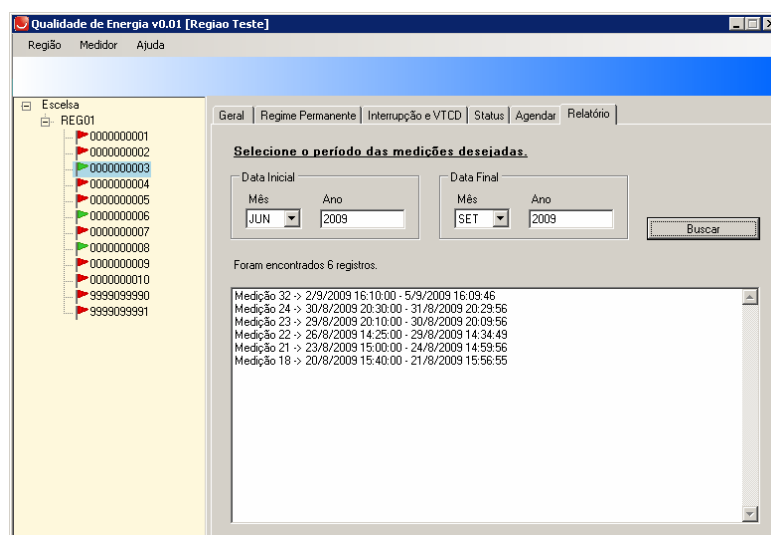 Qualidade de Energia v0.01 [Regiao Teste]
Região Medidor Ajuda
Escelsa
REG01
0000000001
0000000002
0000000003
0000000004
0000000005
0000000006
0000000007
0000000008
0000000009
0000000010
9999099990
9999099991
Geral Regime Permanente Interrupção e VTCD Status Agendar Relatório
Selecione o período das medições desejadas.
Data Inicial Data Final
Mês Ano Mês Ano
JUN 2009 SET 2009
Buscar
Foram encontrados 6 registros.
Medição 32 -> 2/9/2009 16:10:00 - 5/9/2009 16:09:46
Medição 24 -> 30/8/2009 20:30:00 - 31/8/2009 20:29:56
Medição 23 -> 29/8/2009 20:10:00 - 30/8/2009 20:09:56
Medição 22 -> 26/8/2009 14:25:00 - 29/8/2009 14:34:49
Medição 21 -> 23/8/2009 15:00:00 - 24/8/2009 14:59:56
Medição 18 -> 20/8/2009 15:40:00 - 21/8/2009 15:56:55